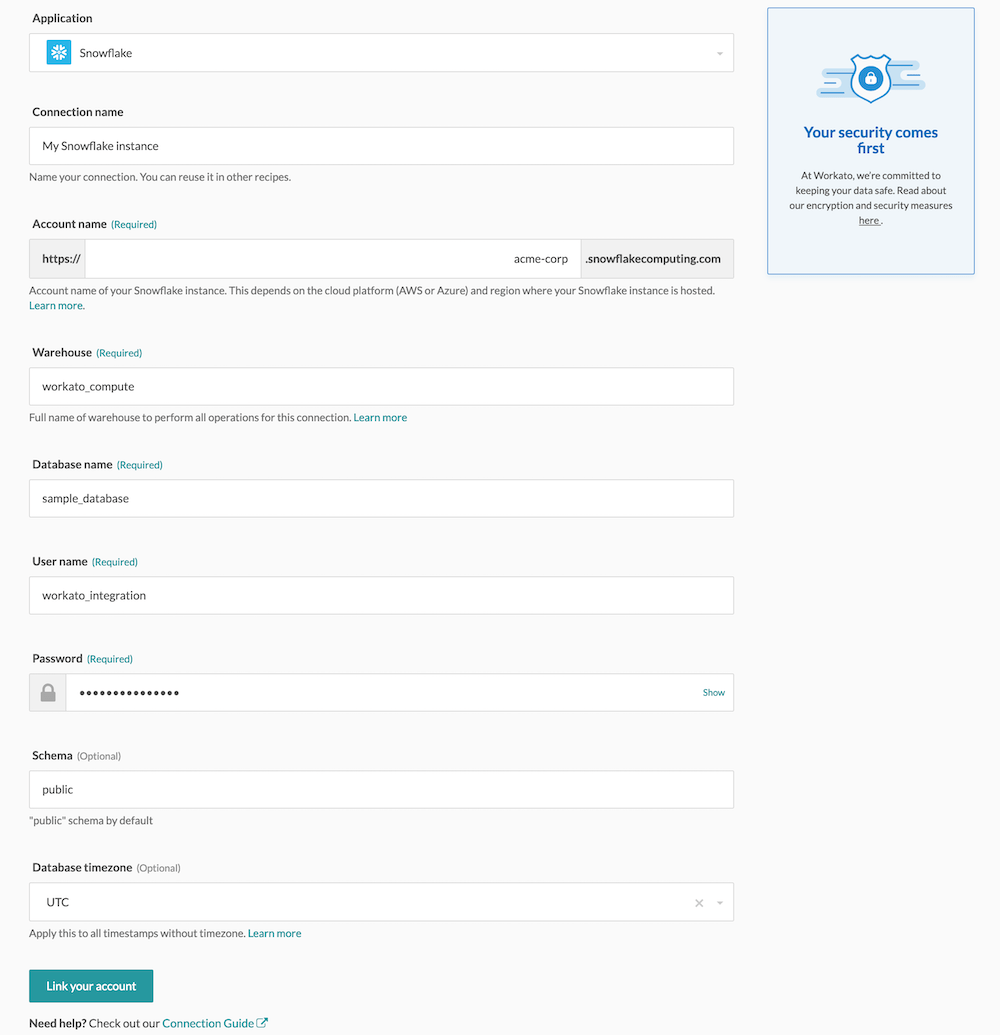 Application
Snowflake
Connection name
My Snowflake instance
Name your connection. You can reuse it in other recipes.
Account name (Required)
https:// acme-corp .snowflakecomputing.com
Account name of your Snowflake instance. This depends on the cloud platform (AWS or Azure) and region where your Snowflake instance is hosted.
Learn more.
Warehouse (Required)
workato_compute
Full name of warehouse to perform all operations for this connection. Learn more
Database name (Required)
sample_database
User name (Required)
workato_integration
Password (Required)
••••••••••••••• Show
Schema (Optional)
public
"public" schema by default
Database timezone (Optional)
UTC
Apply this to all timestamps without timezone. Learn more
Link your account
Need help? Check out our Connection Guide
Your security comes
first
At Workato, we're committed to
keeping your data safe. Read about
our encryption and security measures
here .